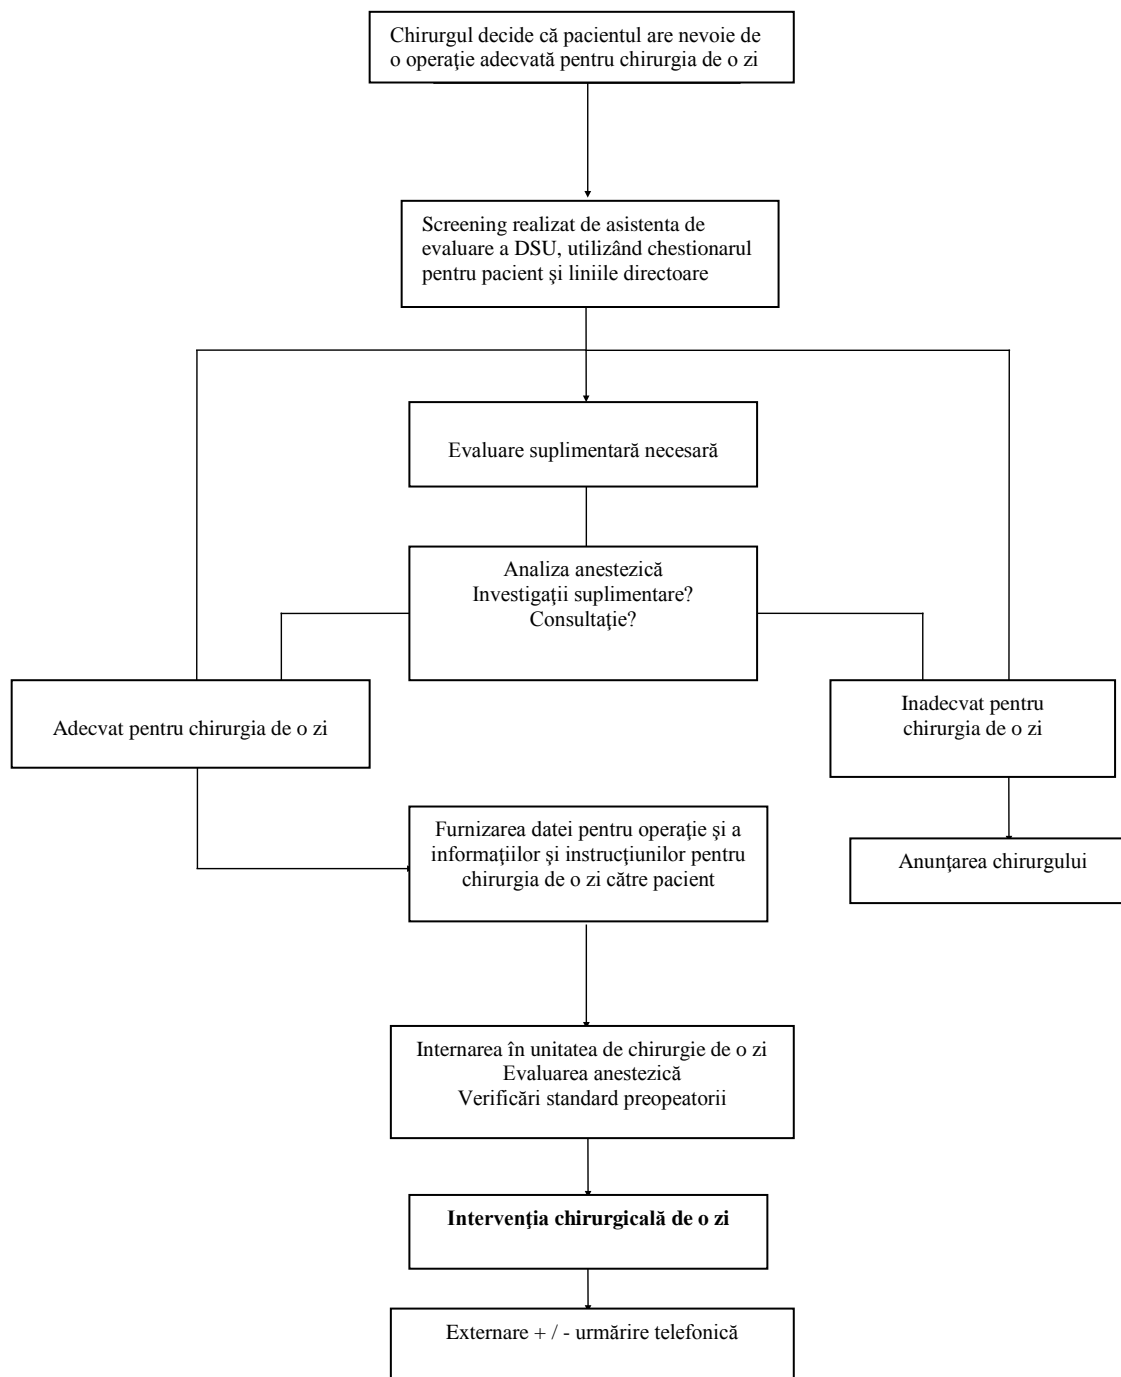 Chirurgul decide că pacientul are nevoie de
o operaţie adecvată pentru chirurgia de o zi
Screening realizat de asistenta de
evaluare a DSU, utilizând chestionarul
pentru pacient şi liniile directoare
Evaluare suplimentară necesară
Analiza anestezică
Investigaţii suplimentare?
Consultaţie?
Adecvat pentru chirurgia de o zi
Inadecvat pentru
chirurgia de o zi
Furnizarea datei pentru operaţie şi a
informaţiilor şi instrucţiunilor pentru
chirurgia de o zi către pacient
Anunţarea chirurgului
Internarea în unitatea de chirurgie de o zi
Evaluarea anestezică
Verificări standard preopeatorii
Intervenţia chirurgicală de o zi
Externare + / - urmărire telefonică